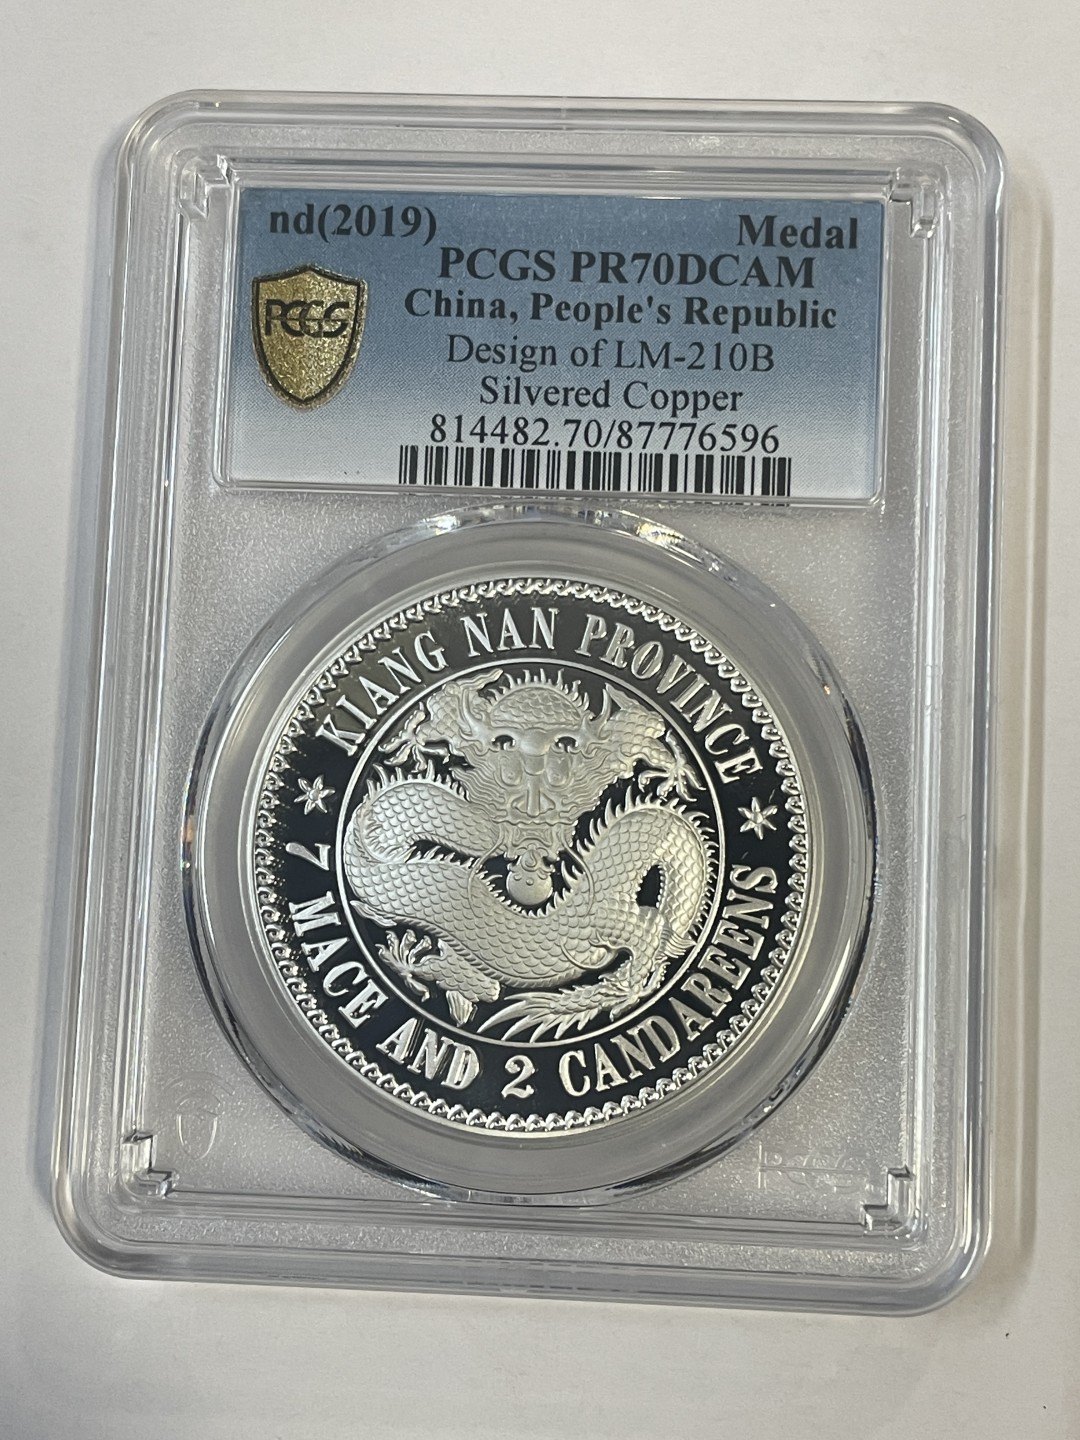 nd(2019) Medal
PCGS PR70DCAM
China, People's Republic
PCGS
Design of LM-210B
Silvered Copper
814482.70/87776596
KIANG NAN PROVINCE
7 MACE AND 2 CANDAREENS